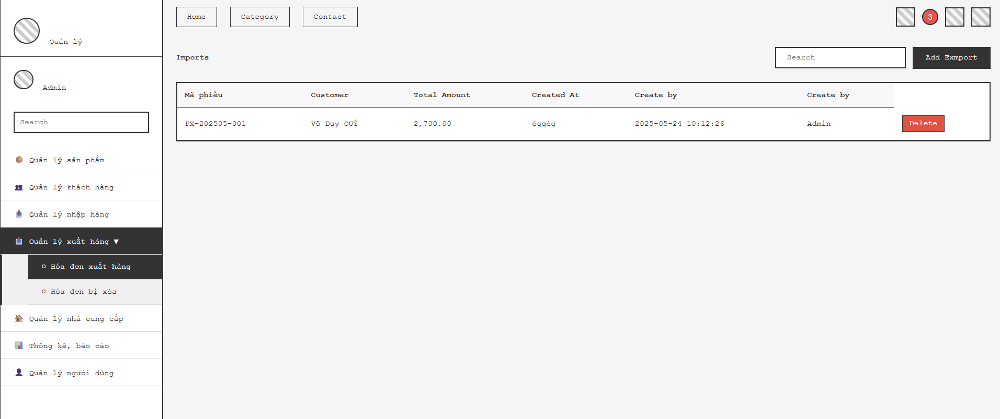 Quản lý
Admin
Search
Quản lý sản phẩm
Quản lý khách hàng
Quản lý nhập hàng
Quản lý xuất hàng ▼
Hóa đơn xuất hàng
Hóa đơn bị xóa
Quản lý nhà cung cấp
Thống kê, báo cáo
Quản lý người dùng
Home Category Contact 3
Imports Search Add Exmport
Mã phiếu Customer Total Amount Created At Create by Create by
PX-202505-001 Võ Duy QUÝ 2,700.00 ègqég 2025-05-24 10:12:26 Admin Delete